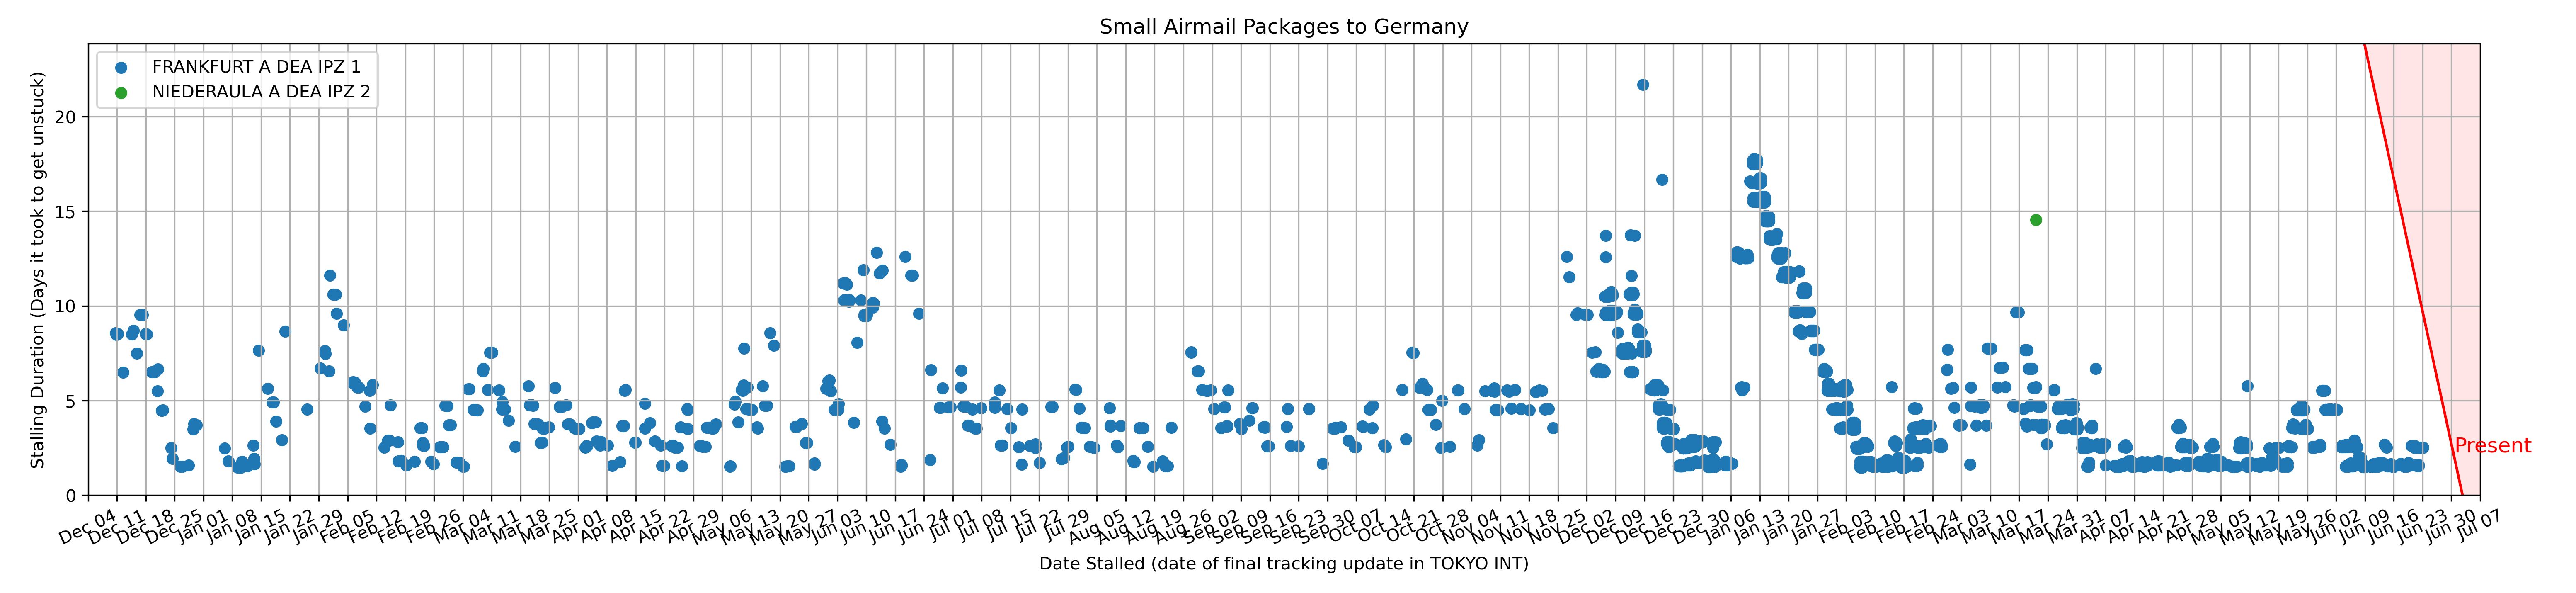 Small Airmail Packages to Germany
FRANKFURT A DEA IPZ 1
NIEDERAULA A DEA IPZ 2
Stalling Duration (Days it took to get unstuck)
20
15
10
5
0
Present
Dec 04 Dec 11 Dec 18 Dec 25 Jan 01 Jan 08 Jan 15 Jan 22 Jan 29 Feb 05 Feb 12 Feb 19 Feb 26 Mar 04 Mar 11 Mar 18 Mar 25 Apr 01 Apr 08 Apr 15 Apr 22 Apr 29 May 06 May 13 May 20 May 27 Jun 03 Jun 10 Jun 17 Jun 24 Jul 01 Jul 08 Jul 15 Jul 22 Jul 29 Aug 05 Aug 12 Aug 19 Aug 26 Sep 02 Sep 09 Sep 16 Sep 23 Sep 30 Oct 07 Oct 14 Oct 21 Oct 28 Nov 04 Nov 11 Nov 18 Nov 25 Dec 02 Dec 09 Dec 16 Dec 23 Dec 30 Jan 06 Jan 13 Jan 20 Jan 27 Feb 03 Feb 10 Feb 17 Feb 24 Mar 03 Mar 10 Mar 17 Mar 24 Mar 31 Apr 07 Apr 14 Apr 21 Apr 28 May 05 May 12 May 19 May 26 Jun 02 Jun 09 Jun 16 Jun 23 Jun 30 Jul 07
Date Stalled (date of final tracking update in TOKYO INT)